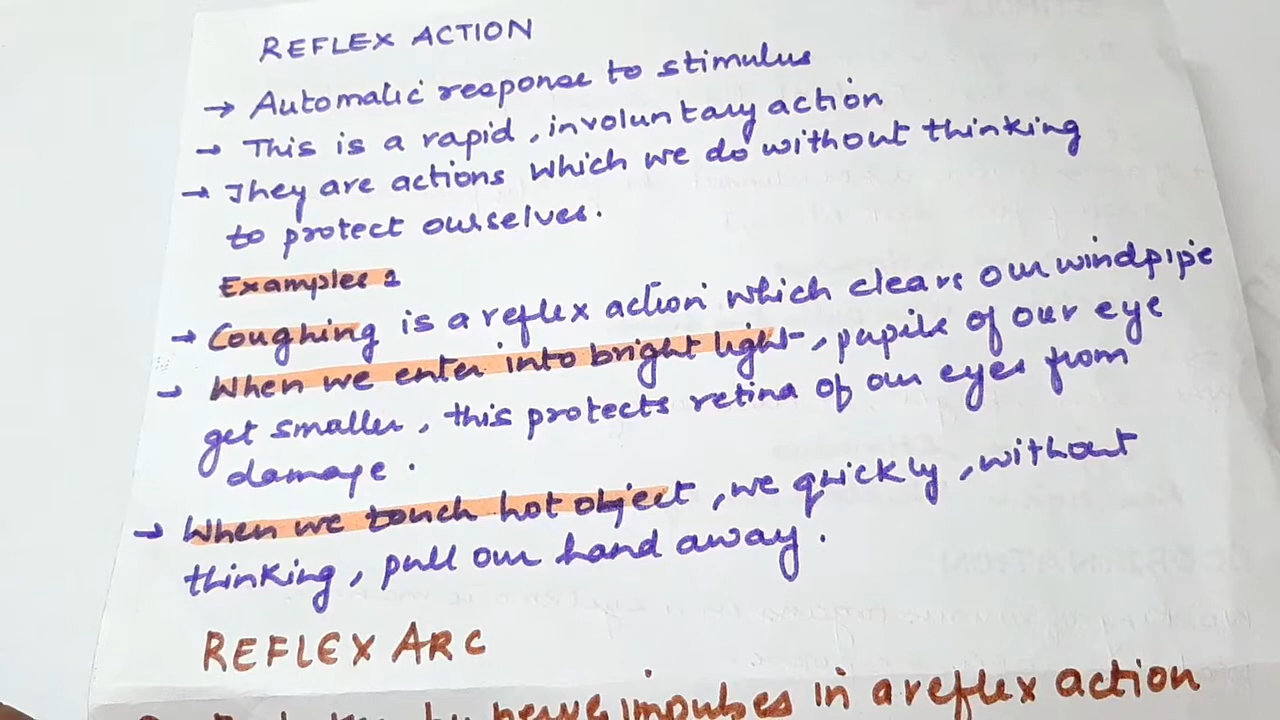 REFLEX ACTION
→ Automatic response to stimulus
→ This is a rapid, involuntary action
→ They are actions which we do without thinking
to protect ourselves.
Examples :
→ Coughing is a reflex action which clears our windpipe
→ When we enter into bright light, pupils of our eye
get smaller, this protects retina of our eyes from
damage.
→ When we touch hot object, we quickly, without
thinking, pull our hand away.
REFLEX ARC
by nerve impulses in a reflex action